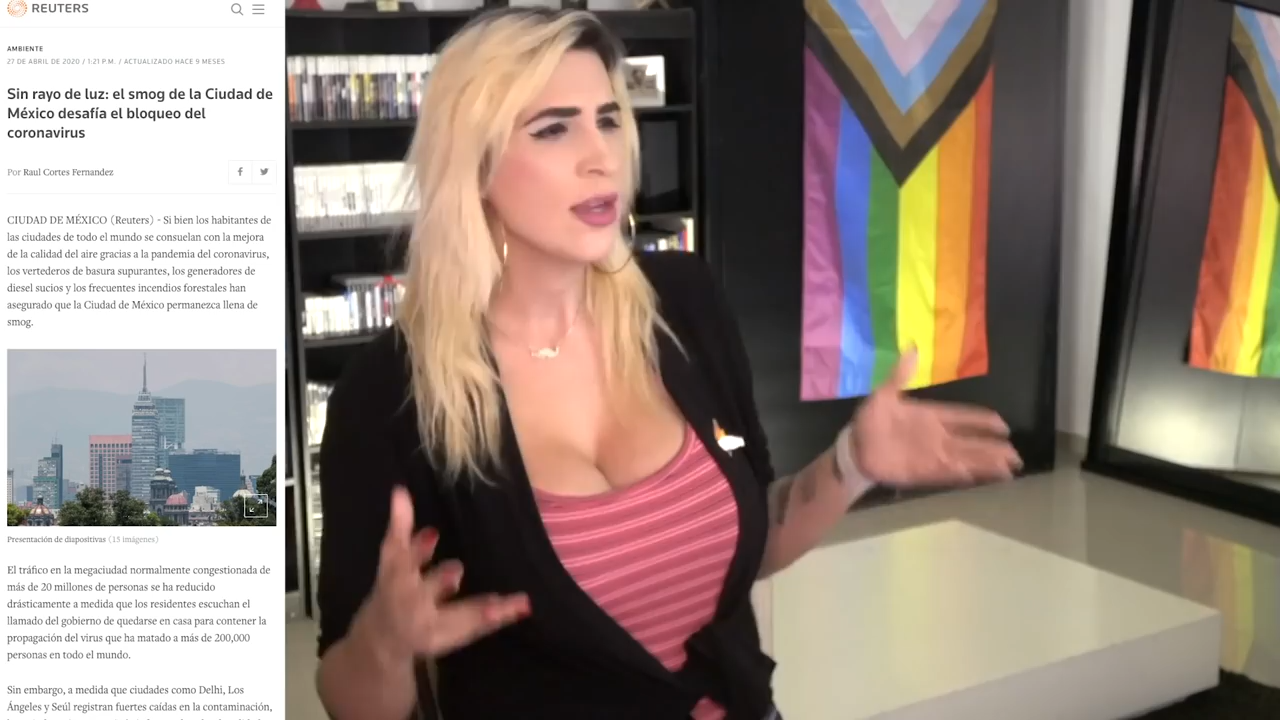 REUTERS
AMBIENTE
27 DE ABRIL DE 2020 / 1:21 P.M. / ACTUALIZADO HACE 9 MESES
Sin rayo de luz: el smog de la Ciudad de
México desafía el bloqueo del
coronavirus
Por Raul Cortes Fernandez
CIUDAD DE MÉXICO (Reuters) - Si bien los habitantes de
las ciudades de todo el mundo se consuelan con la mejora
de la calidad del aire gracias a la pandemia del coronavirus,
los vertederos de basura supurantes, los generadores de
diesel sucios y los frecuentes incendios forestales han
asegurado que la Ciudad de México permanezca llena de
smog.
Presentación de diapositivas (15 imágenes)
El tráfico en la megaciudad normalmente congestionada de
más de 20 millones de personas se ha reducido
drásticamente a medida que los residentes escuchan el
llamado del gobierno de quedarse en casa para contener la
propagación del virus que ha matado a más de 200,000
personas en todo el mundo.
Sin embargo, a medida que ciudades como Delhi, Los
Ángeles y Seúl registran fuertes caídas en la contaminación,